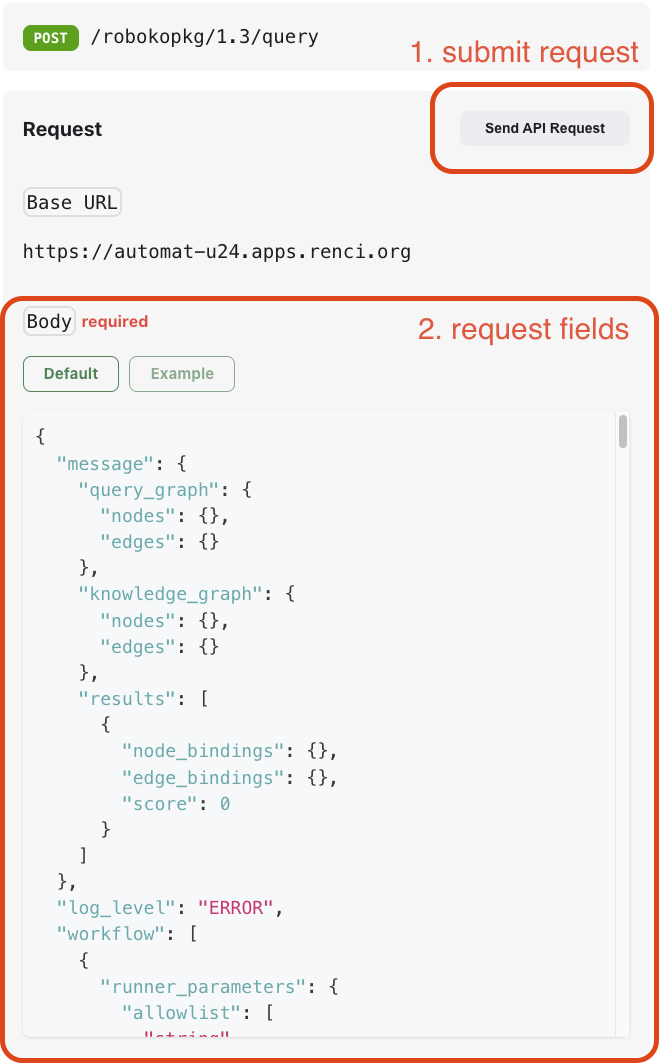 POST /robokopkg/1.3/query
1. submit request
Request
Send API Request
Base URL
https://automat-u24.apps.renci.org
Body required
2. request fields
Default Example
{
  "message": {
    "query_graph": {
      "nodes": {},
      "edges": {}
    },
    "knowledge_graph": {
      "nodes": {},
      "edges": {}
    },
    "results": [
      {
        "node_bindings": {},
        "edge_bindings": {},
        "score": 0
      }
    ]
  },
  "log_level": "ERROR",
  "workflow": [
    {
      "runner_parameters": {
        "allowlist": [
          "string"